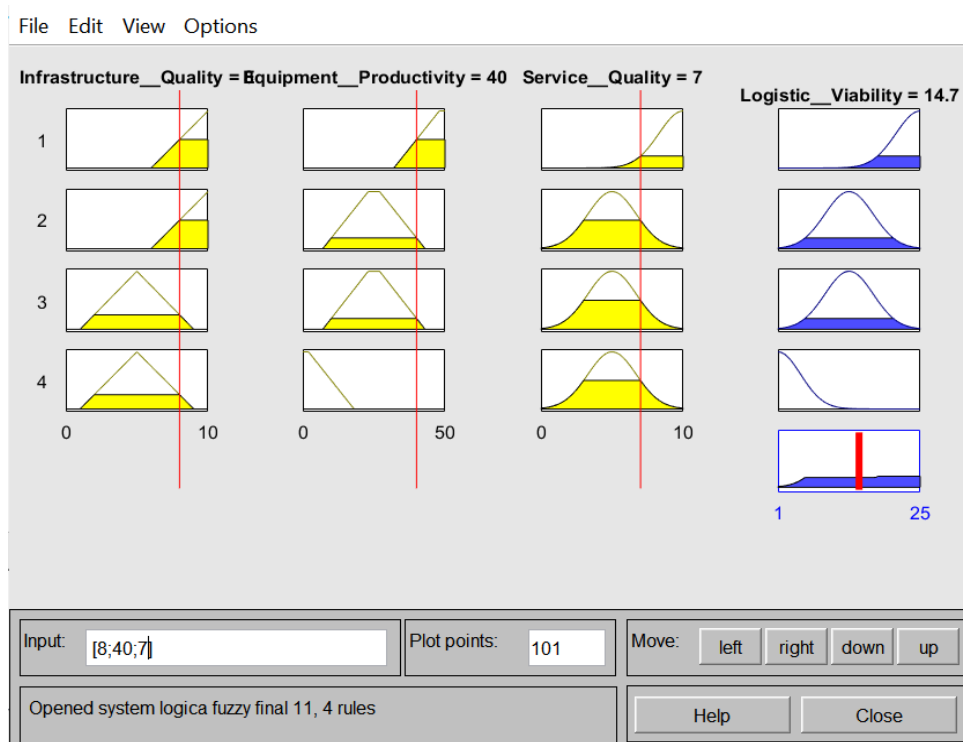 File Edit View Options
Infrastructure__Quality = 8 Equipment__Productivity = 40 Service__Quality = 7
Logistic__Viability = 14.7
1
2
3
4
0 10 0 50 0 10
1 25
Input: [8;40;7] Plot points: 101 Move: left right down up
Opened system logica fuzzy final 11, 4 rules Help Close